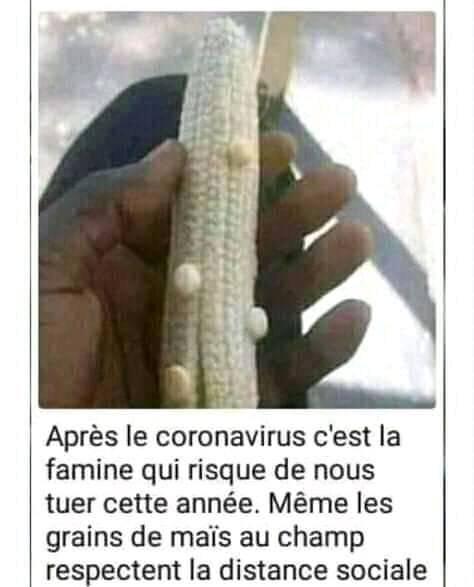 Après le coronavirus c'est la
famine qui risque de nous
tuer cette année. Même les
grains de maïs au champ
respectent la distance sociale